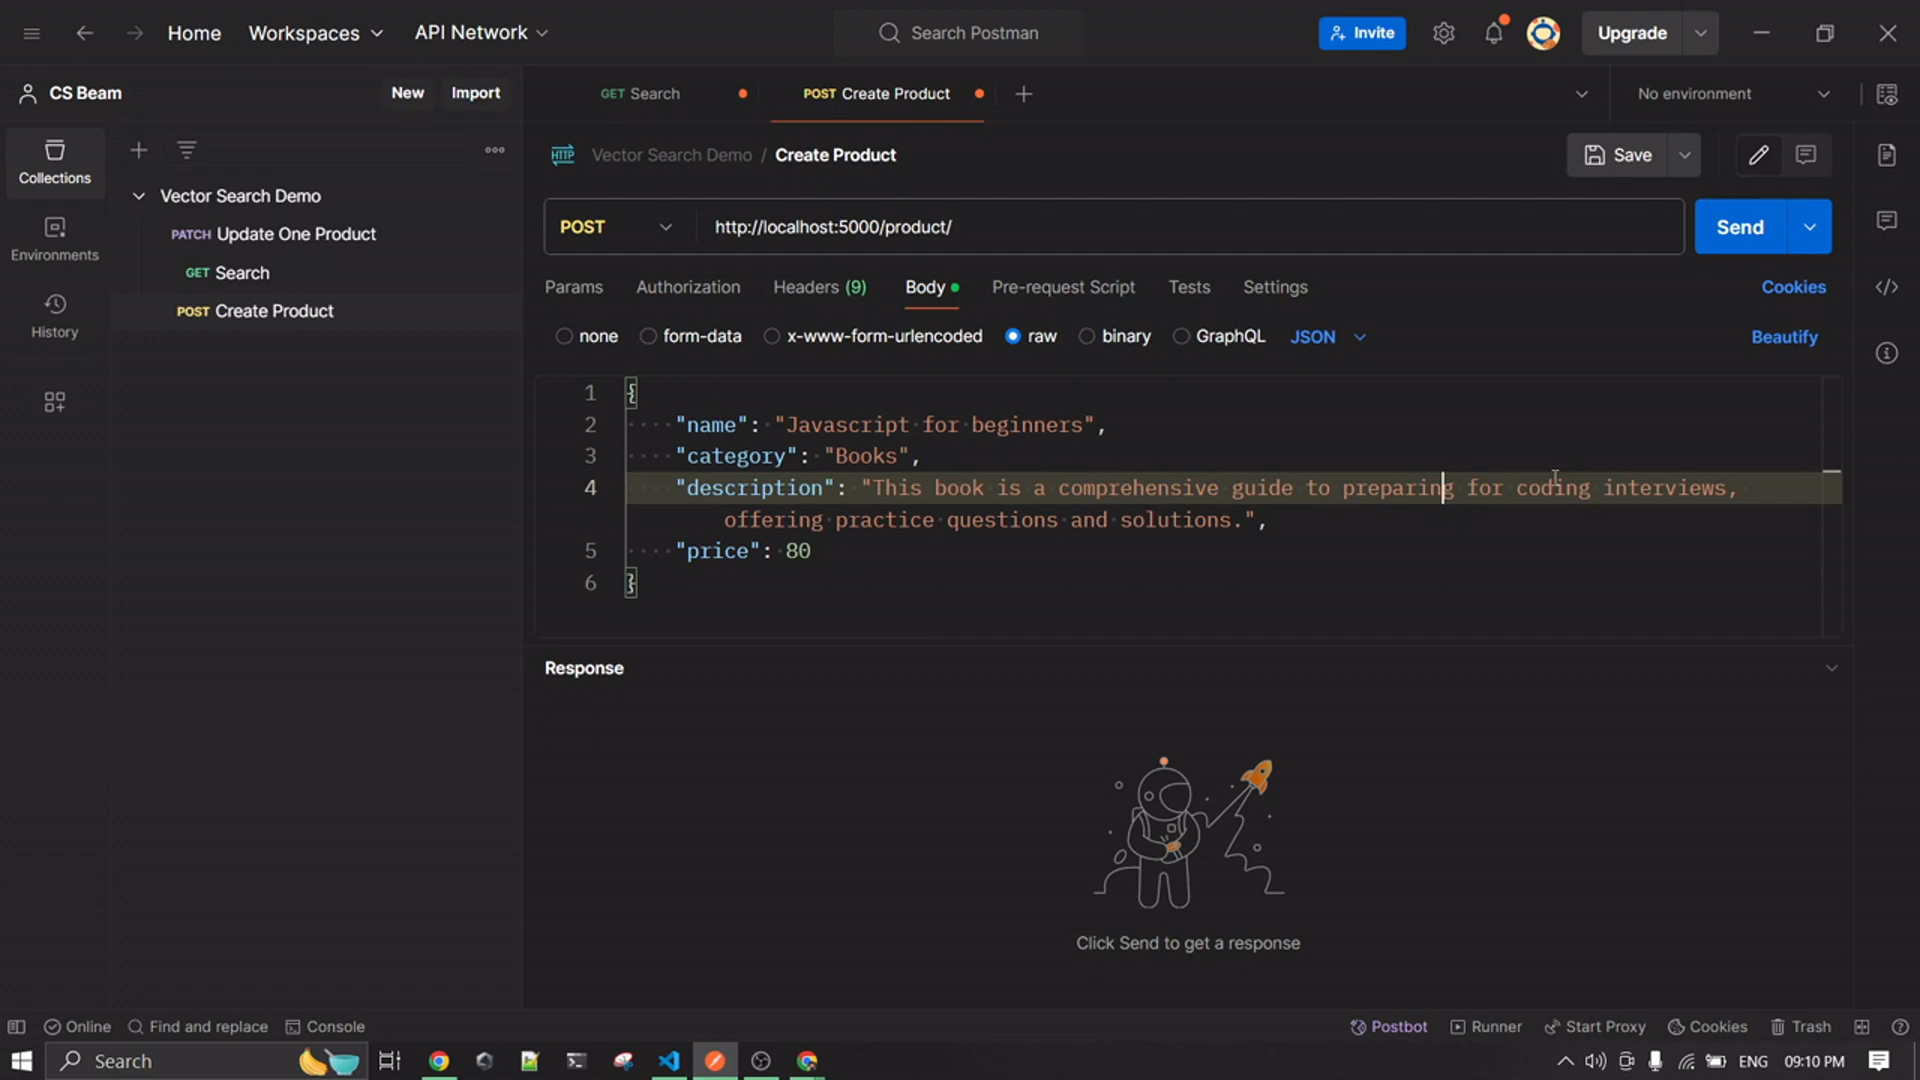 Home Workspaces API Network Search Postman Invite Upgrade
CS Beam New Import GET Search POST Create Product No environment
HTTP Vector Search Demo / Create Product Save
Collections
Vector Search Demo
PATCH Update One Product
POST http://localhost:5000/product/ Send
Environments
GET Search
Params Authorization Headers (9) Body Pre-request Script Tests Settings Cookies
POST Create Product
History
none form-data x-www-form-urlencoded raw binary GraphQL JSON Beautify
1 {
2 "name": "Javascript for beginners",
3 "category": "Books",
4 "description": "This book is a comprehensive guide to preparing for coding interviews,
offering practice questions and solutions.",
5 "price": 80
6 }
Response
Click Send to get a response
Online Find and replace Console Postbot Runner Start Proxy Cookies Trash
Search ENG 09:10 PM